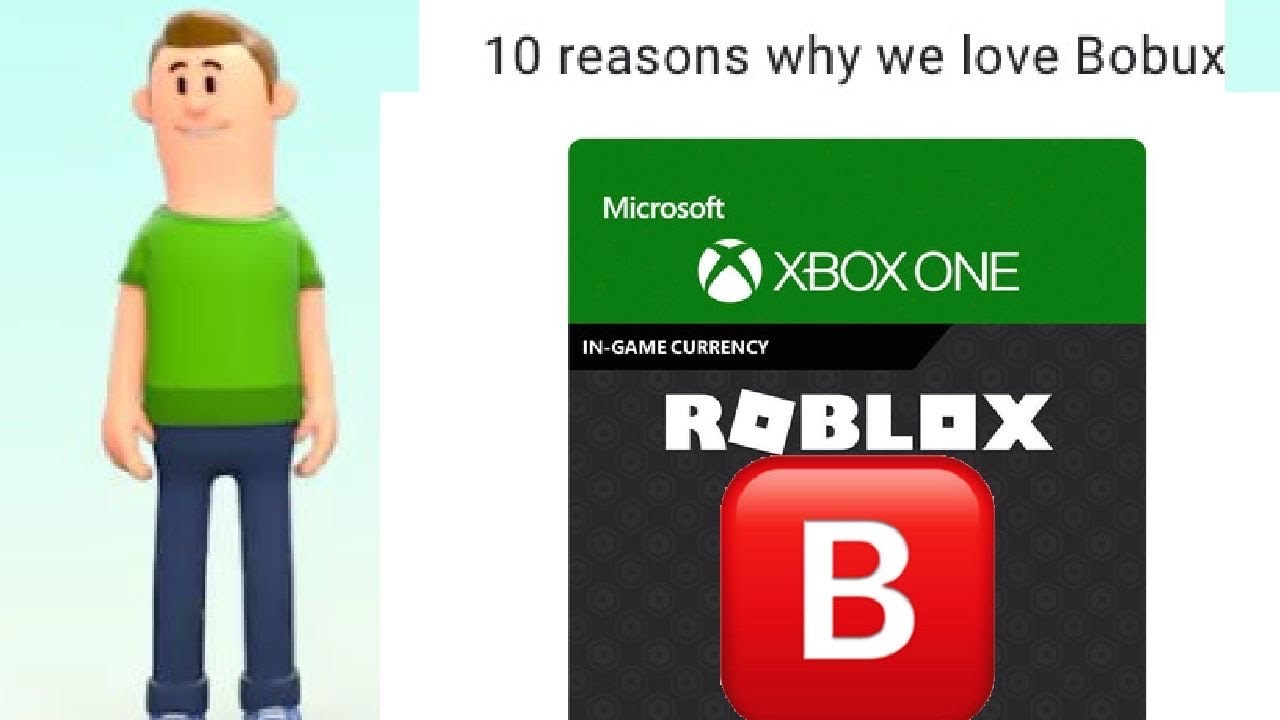 10 reasons why we love Bobux
Microsoft
XBOX ONE
IN-GAME CURRENCY
ROBLOX
B